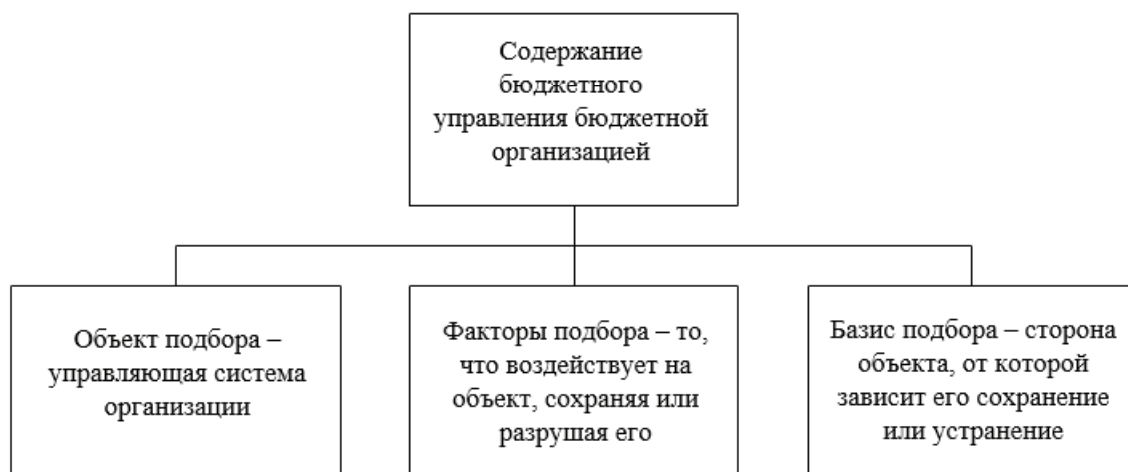 Содержание
бюджетного
управления бюджетной
организацией
Объект подбора –
управляющая система
организации
Факторы подбора – то,
что воздействует на
объект, сохраняя или
разрушая его
Базис подбора – сторона
объекта, от которой
зависит его сохранение
или устранение